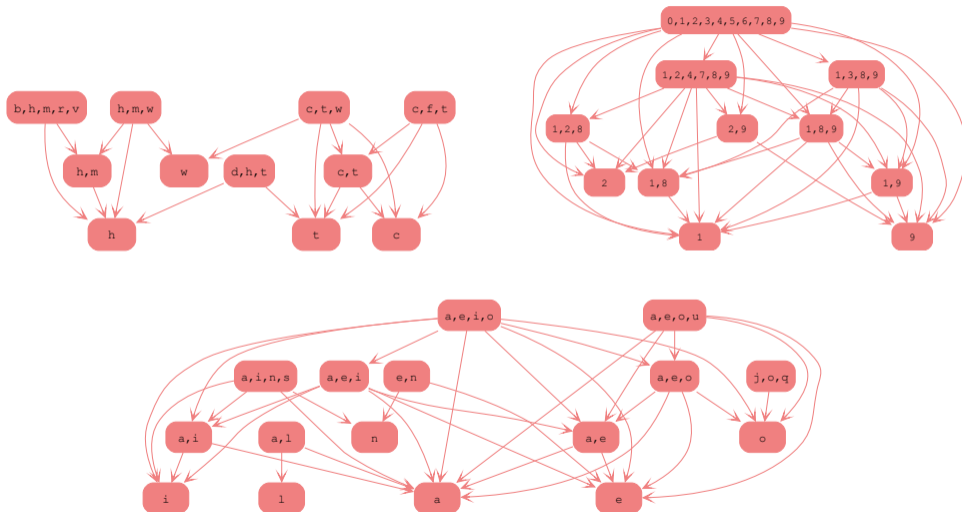 0,1,2,3,4,5,6,7,8,9
1,2,4,7,8,9
1,3,8,9
b,h,m,r,v
h,m,w
c,t,w
c,f,t
1,2,8
2,9
1,8,9
h,m
w
d,h,t
c,t
2
1,8
1,9
h
t
c
1
9
a,e,i,o
a,e,o,u
a,i,n,s
a,e,i
e,n
a,e,o
j,o,q
a,i
a,l
n
a,e
o
i
l
a
e